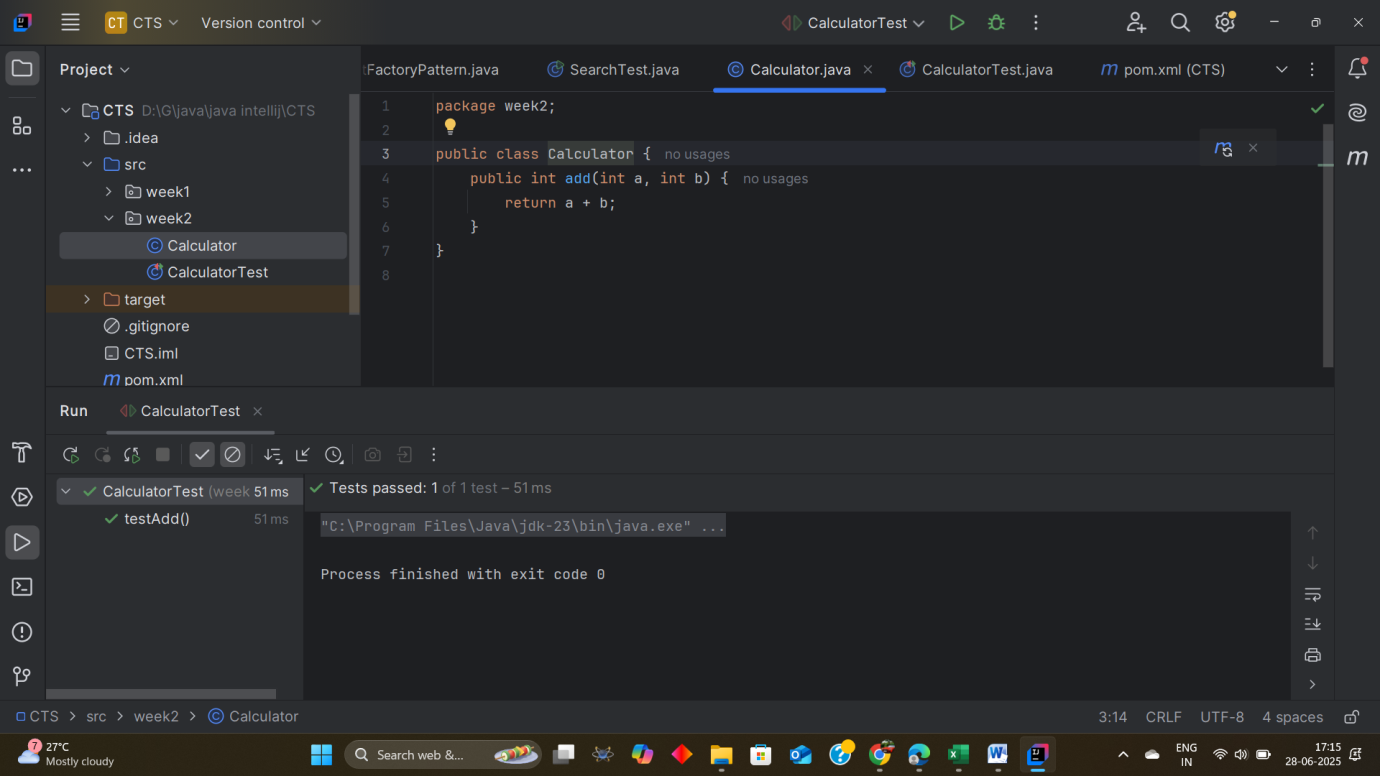 CT CTS Version control CalculatorTest
Project
FactoryPattern.java SearchTest.java Calculator.java CalculatorTest.java m pom.xml (CTS)
CTS D:\G\java\java intellij\CTS
.idea
src
week1
week2
Calculator
CalculatorTest
target
.gitignore
CTS.iml
m pom.xml
1 package week2;
2
3 public class Calculator { no usages
4 public int add(int a, int b) { no usages
5 return a + b;
6 }
7 }
8
m
m
Run CalculatorTest
CalculatorTest (week 51 ms
testAdd() 51 ms
Tests passed: 1 of 1 test – 51 ms
"C:\Program Files\Java\jdk-23\bin\java.exe" ...
Process finished with exit code 0
CTS > src > week2 > Calculator 3:14 CRLF UTF-8 4 spaces
7 27°C
Mostly cloudy
Search web &...
ENG
IN
17:15
28-06-2025